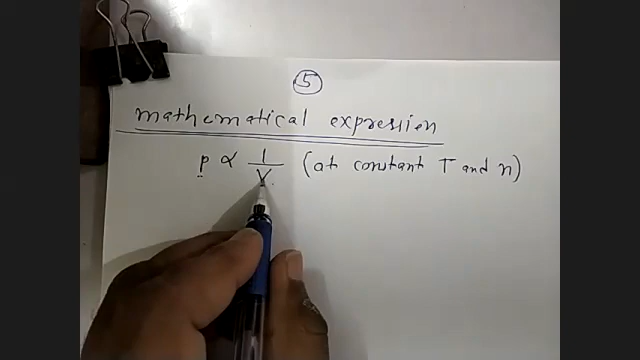 5
mathematical expression
p ∝ 1/V (at constant T and n)